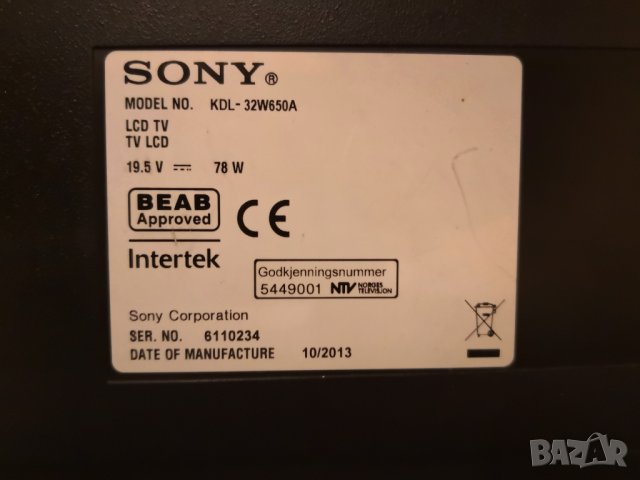 SONY®
MODEL NO. KDL-32W650A
LCD TV
TV LCD
19.5 V ⎓ 78 W
BEAB
Approved
CE
Intertek
Godkjenningsnummer
5449001 NTV NORGES TELEVISJON
Sony Corporation
SER. NO. 6110234
DATE OF MANUFACTURE 10/2013
BAZAR